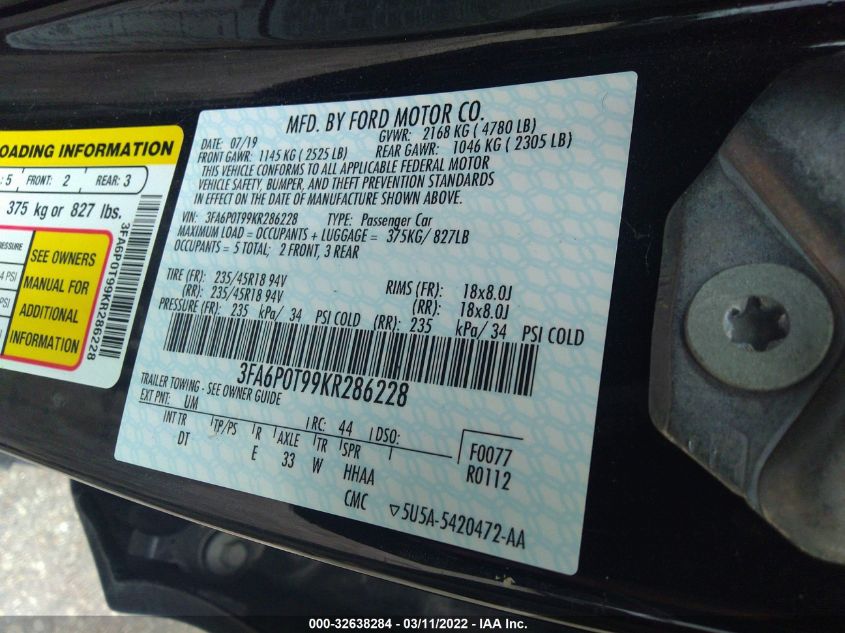 OADING INFORMATION
: 5 FRONT: 2 REAR: 3
375 kg or 827 lbs.
RESSURE
4 PSI
PSI
SEE OWNERS
MANUAL FOR
ADDITIONAL
INFORMATION
3FA6P0T99KR286228
MFD. BY FORD MOTOR CO.
DATE: 07/19 GVWR: 2168 KG ( 4780 LB)
FRONT GAWR: 1145 KG ( 2525 LB) REAR GAWR: 1046 KG ( 2305 LB)
THIS VEHICLE CONFORMS TO ALL APPLICABLE FEDERAL MOTOR
VEHICLE SAFETY, BUMPER, AND THEFT PREVENTION STANDARDS
IN EFFECT ON THE DATE OF MANUFACTURE SHOWN ABOVE.
VIN: 3FA6P0T99KR286228 TYPE: Passenger Car
MAXIMUM LOAD = OCCUPANTS + LUGGAGE = 375KG/ 827LB
OCCUPANTS = 5 TOTAL; 2 FRONT, 3 REAR
TIRE (FR): 235/45R18 94V RIMS (FR): 18x8.0J
(RR): 235/45R18 94V (RR): 18x8.0J
PRESSURE (FR): 235 kPa/ 34 PSI COLD (RR): 235 kPa/ 34 PSI COLD
3FA6P0T99KR286228
TRAILER TOWING - SEE OWNER GUIDE
EXT PNT: UM RC: 44 DSO:
INT TR TP/PS R AXLE TR SPR F0077
DT E 33 W HHAA R0112
CMC ▽5U5A-5420472-AA
000-32638284 - 03/11/2022 - IAA Inc.